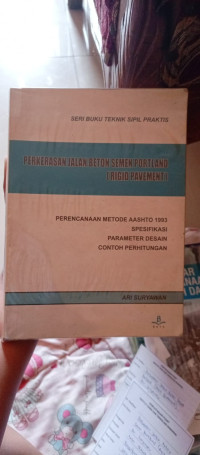 SERI BUKU TEKNIK SIPIL PRAKTIS
PERKERASAN JALAN BETON SEMEN PORTLAND
( RIGID PAVEMENT )
PERENCANAAN METODE AASHTO 1993
SPESIFIKASI
PARAMETER DESAIN
CONTOH PERHITUNGAN
ARI SURYAWAN